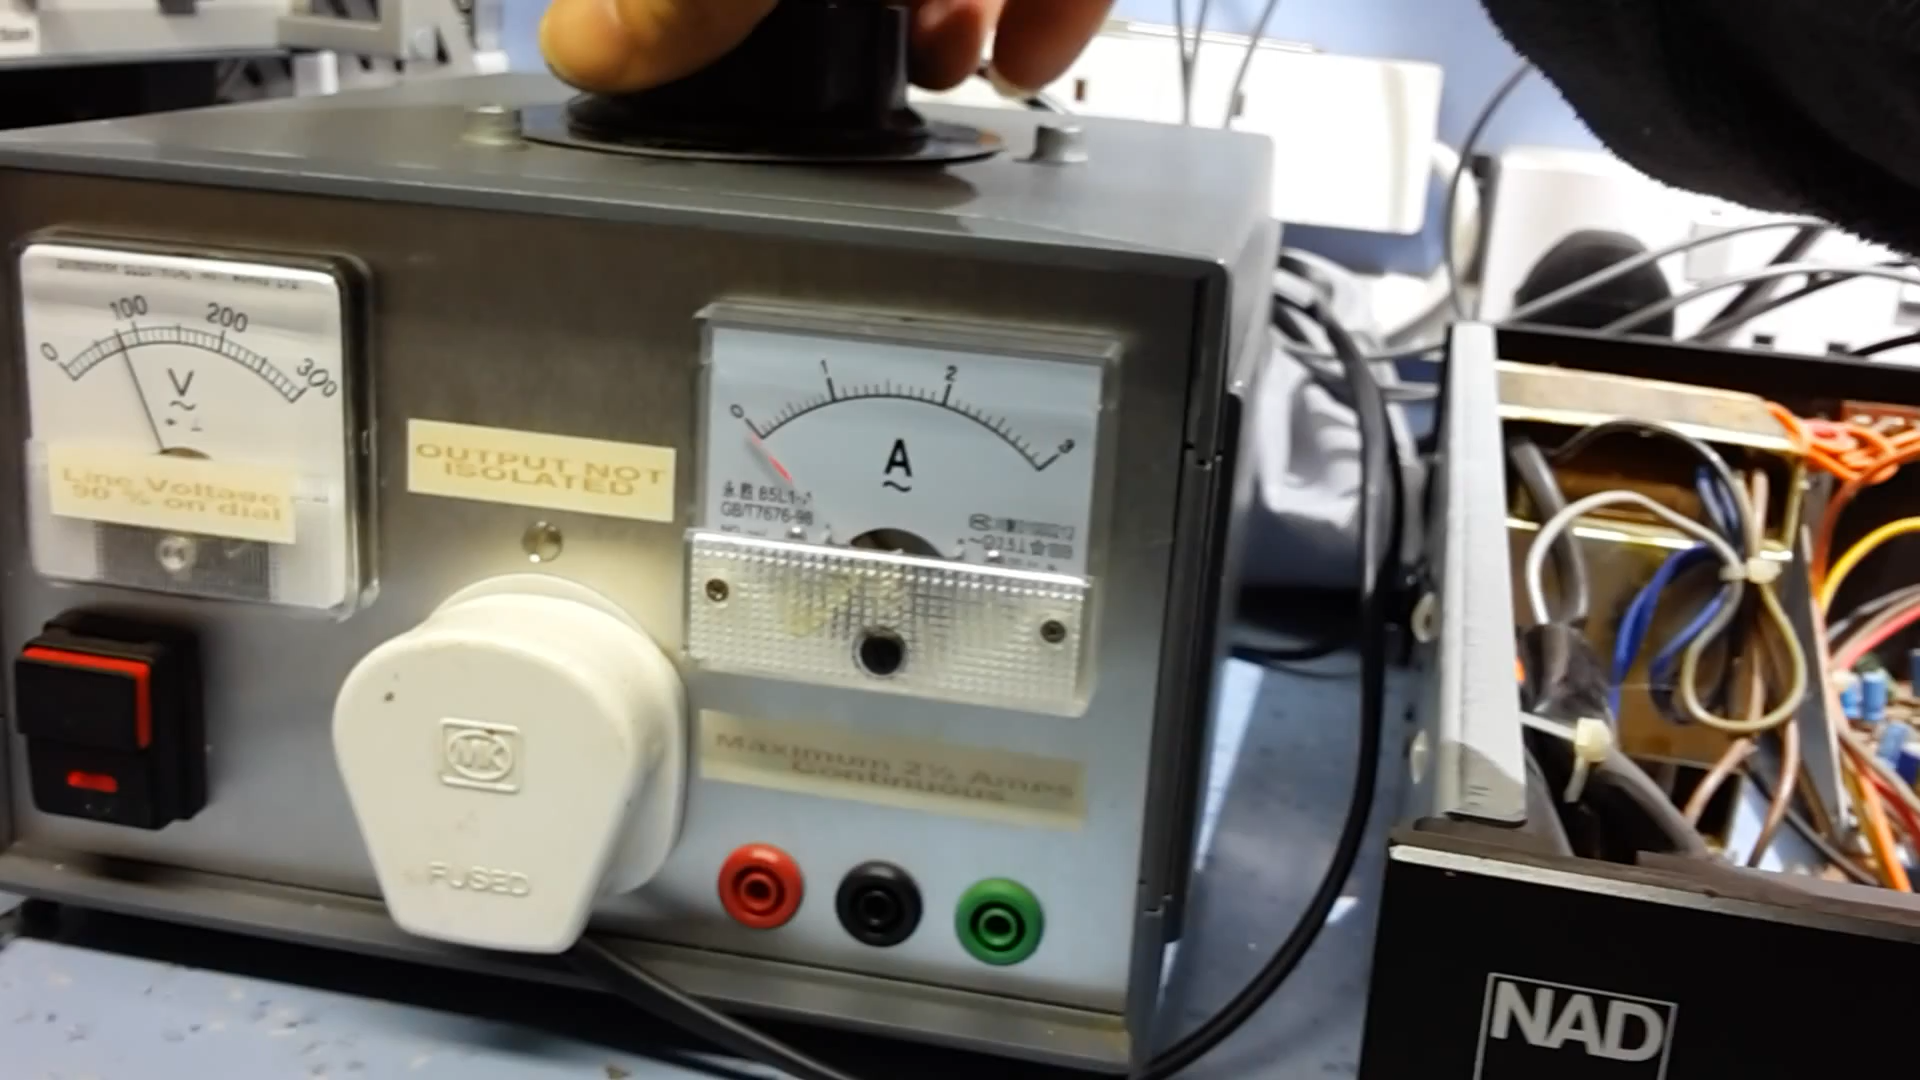 100
200
0
300
V
Line Voltage
90 % on dial
OUTPUT NOT
ISOLATED
0
1
2
3
A
GB/T7676-98
MK
FUSED
Maximum 2½ Amps
Continuous
NAD